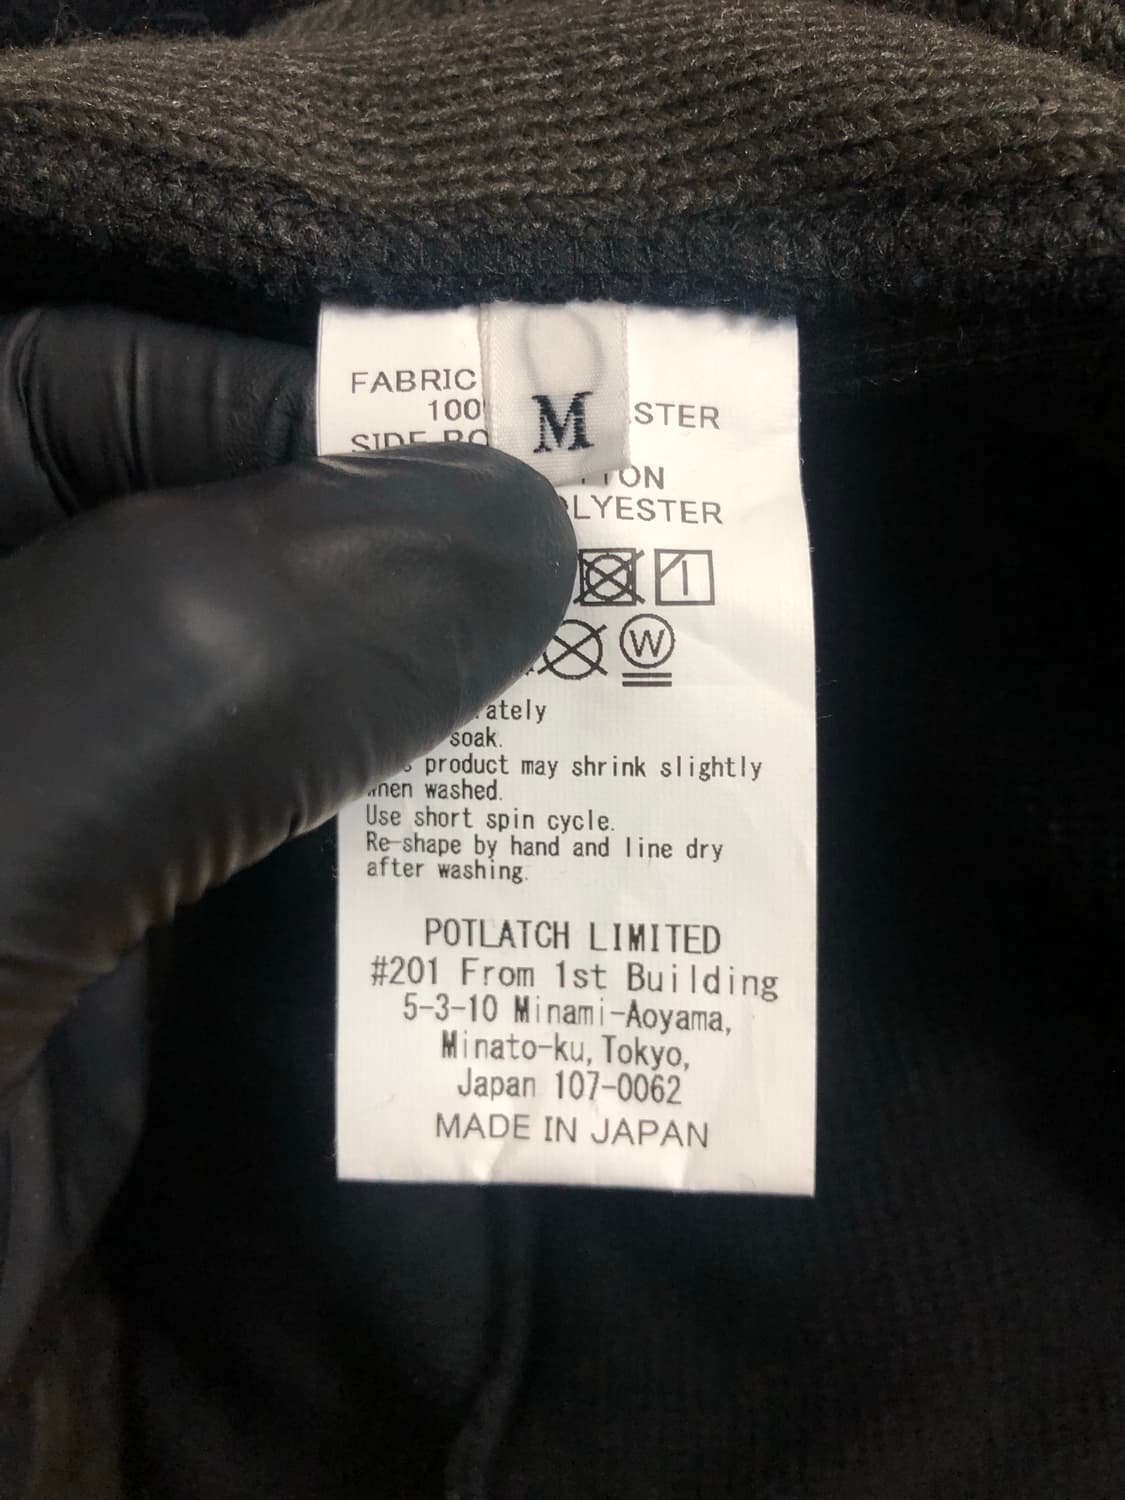 FABRIC
100
M
SIDE
product may shrink slightly
washed.
soak.
Use short spin cycle.
Re-shape by hand and line dry
after washing.
W
POTLATCH LIMITED
#201 From 1st Building
5-3-10 Minami-Aoyama,
Minato-ku, Tokyo,
Japan 107-0062
MADE IN JAPAN